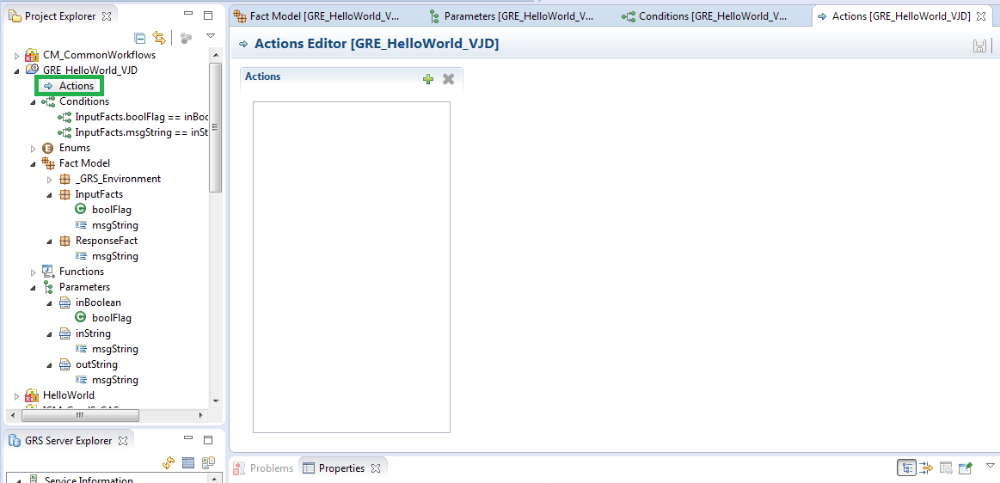 Project Explorer
CM_CommonWorkflows
GRE_HelloWorld_VJD
Actions
Conditions
InputFacts.boolFlag == inBoo
InputFacts.msgString == inSt
Enums
Fact Model
_GRS_Environment
InputFacts
boolFlag
msgString
ResponseFact
msgString
Functions
Parameters
inBoolean
boolFlag
inString
msgString
outString
msgString
HelloWorld
GRS Server Explorer
Service Information
Fact Model [GRE_HelloWorld_V...
Parameters [GRE_HelloWorld_V...
Conditions [GRE_HelloWorld_V...
Actions [GRE_HelloWorld_VJD]
Actions Editor [GRE_HelloWorld_VJD]
Actions
Problems
Properties